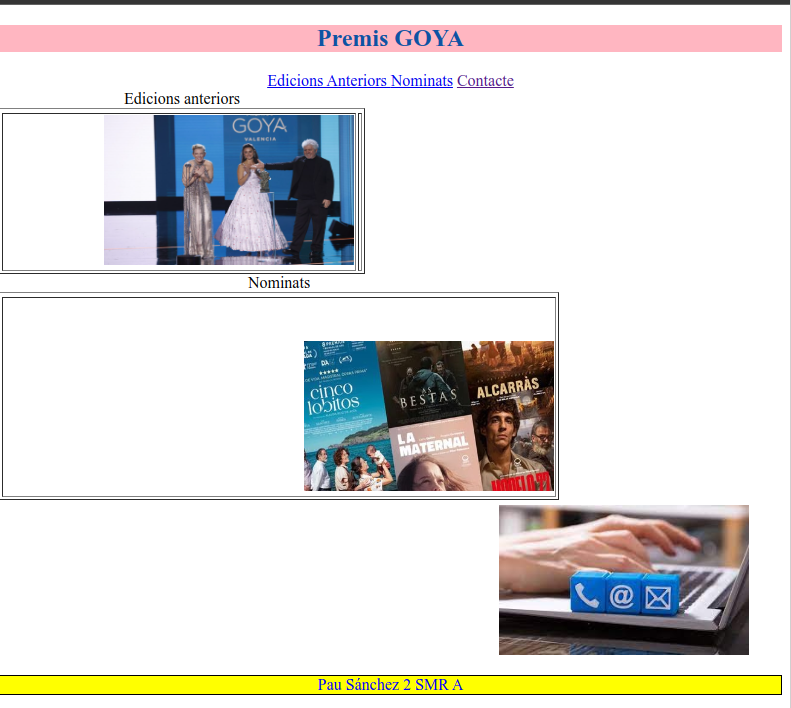 Premis GOYA
Edicions Anteriors Nominats Contacte
Edicions anteriors
GOYA
VALENCIA
Nominats
cinco lobitos
AS BESTAS
ALCARRÀS
LA MATERNAL
@
Pau Sánchez 2 SMR A